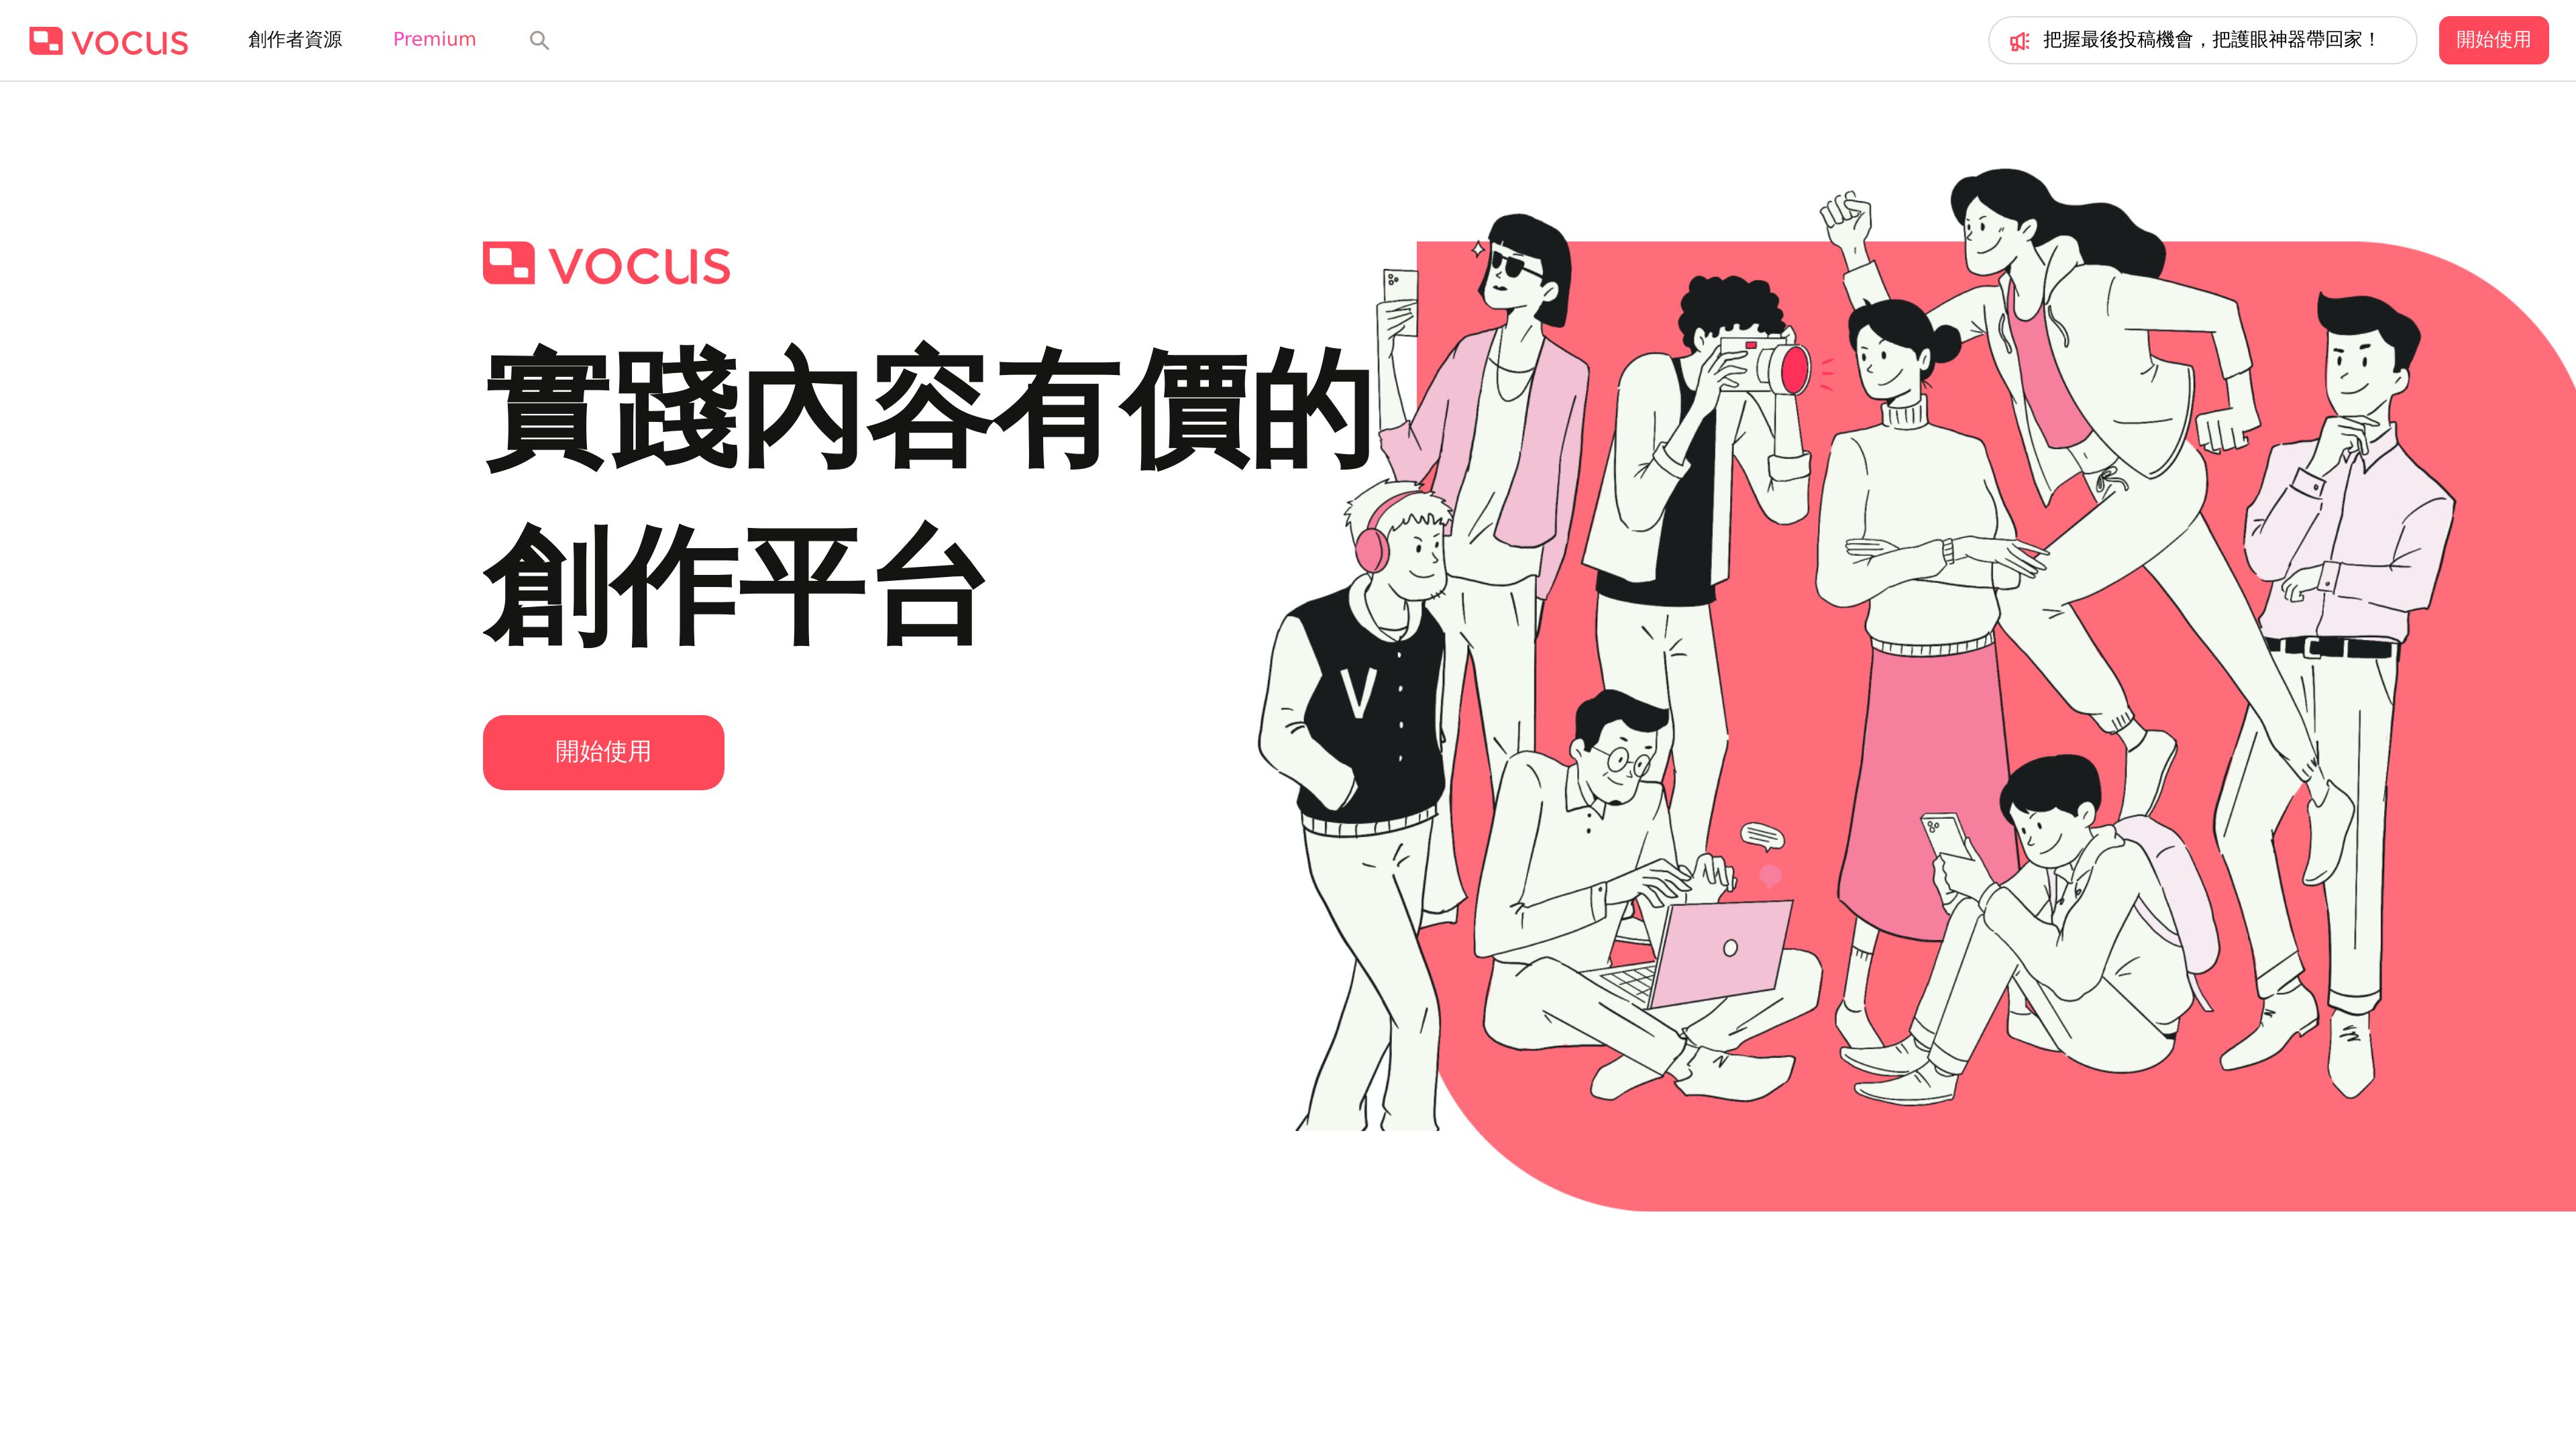 vocus
創作者資源
Premium
把握最後投稿機會，把護眼神器帶回家！
開始使用
vocus
實踐內容有價的
創作平台
開始使用
V